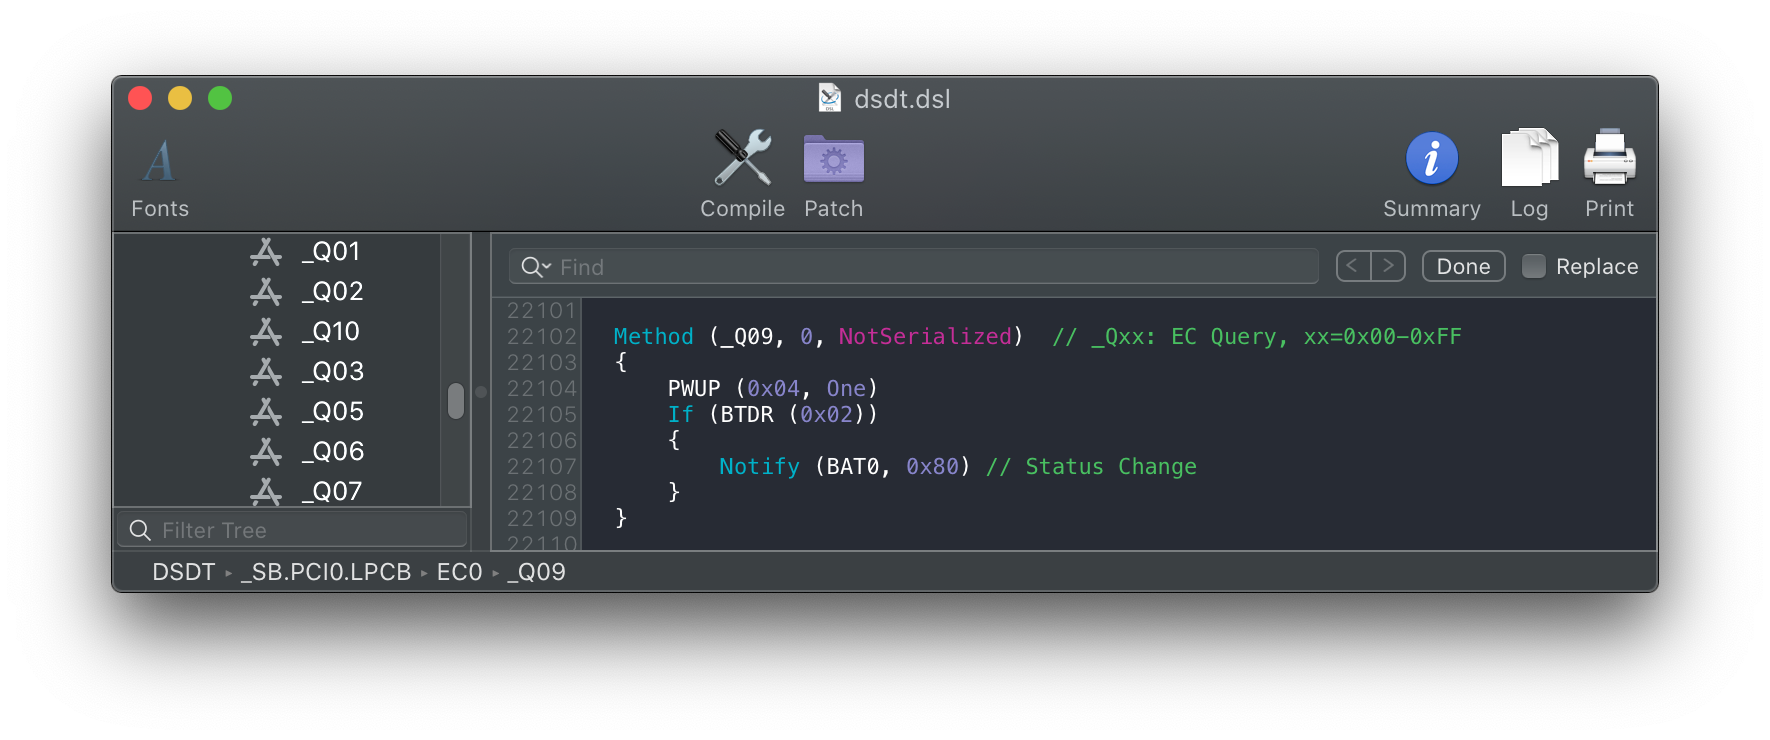 dsdt.dsl
A
Fonts
Compile
Patch
Summary
Log
Print
_Q01
_Q02
_Q10
_Q03
_Q05
_Q06
_Q07
Filter Tree
Find
< >
Done
Replace
22101
22102 Method (_Q09, 0, NotSerialized)  // _Qxx: EC Query, xx=0x00-0xFF
22103 {
22104     PWUP (0x04, One)
22105     If (BTDR (0x02))
22106     {
22107         Notify (BAT0, 0x80) // Status Change
22108     }
22109 }
22110
DSDT ▸ _SB.PCI0.LPCB ▸ EC0 ▸ _Q09